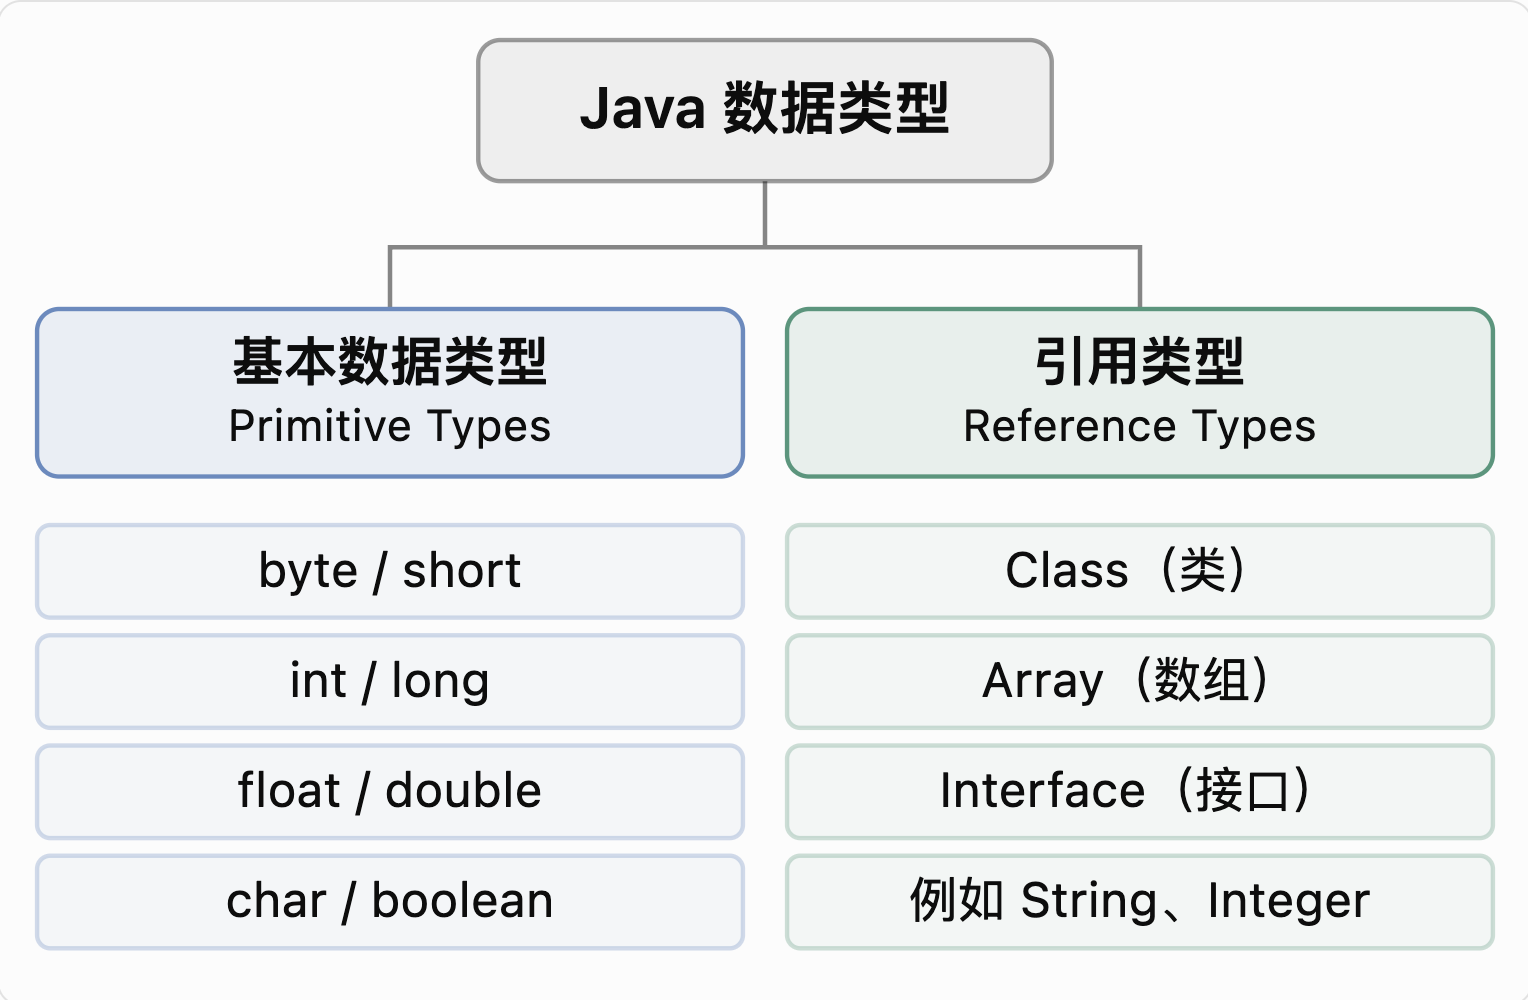 Java 数据类型
基本数据类型
Primitive Types
byte / short
int / long
float / double
char / boolean
引用类型
Reference Types
Class（类）
Array（数组）
Interface（接口）
例如 String、Integer